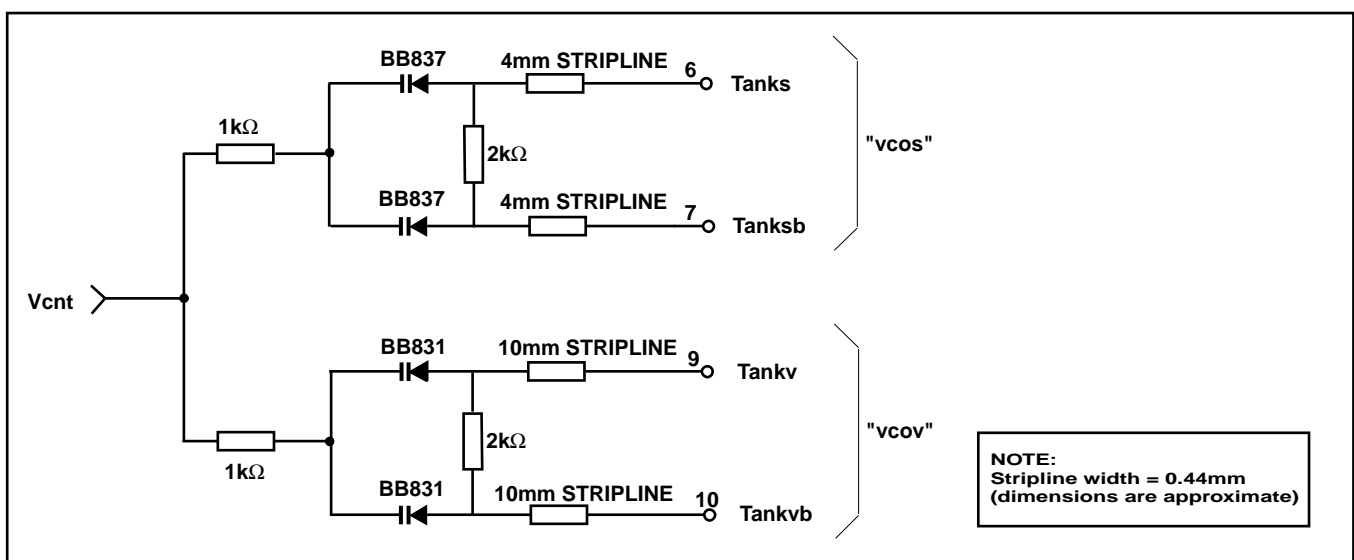 BB837
4mm STRIPLINE
6
Tanks
1kΩ
2kΩ
"vcos"
BB837
4mm STRIPLINE
7
Tanksb
Vcnt
BB831
10mm STRIPLINE
9
Tankv
2kΩ
"vcov"
1kΩ
BB831
10mm STRIPLINE
10
Tankvb
NOTE:
Stripline width = 0.44mm
(dimensions are approximate)